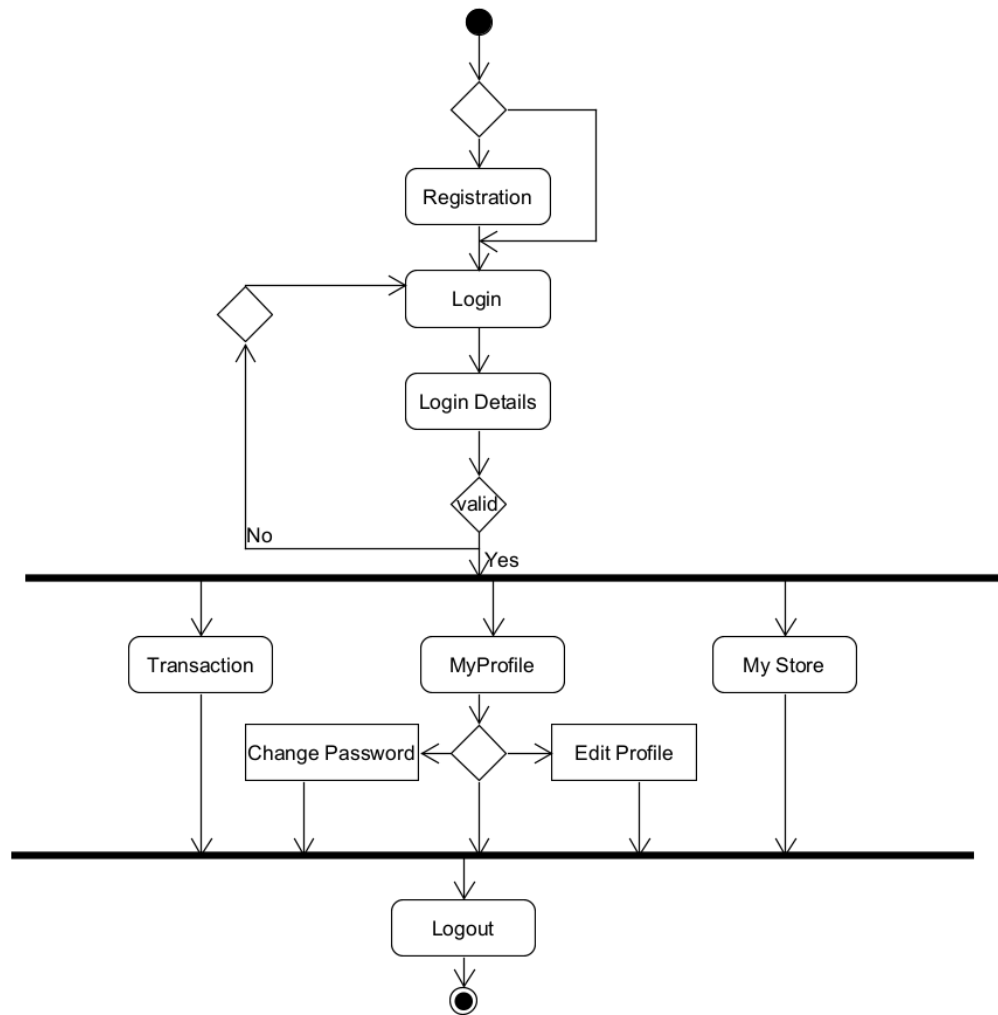 Registration
Login
Login Details
valid
No
Yes
Transaction
MyProfile
My Store
Change Password
Edit Profile
Logout